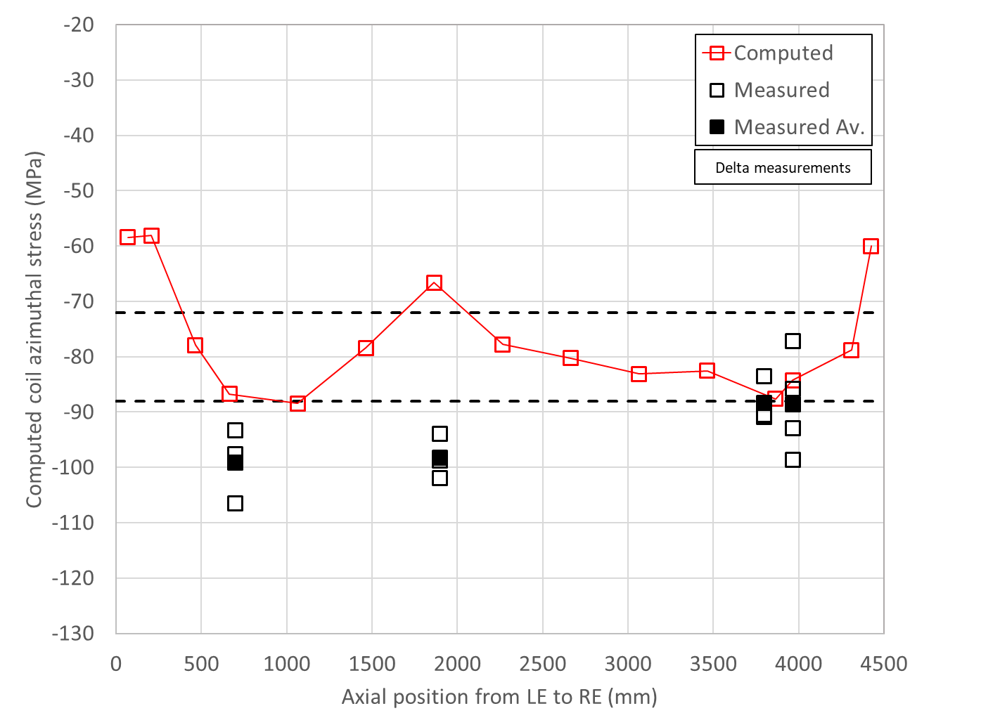 -20
-30
-40
-50
-60
-70
-80
-90
-100
-110
-120
-130
0 500 1000 1500 2000 2500 3000 3500 4000 4500
Computed coil azimuthal stress (MPa)
Axial position from LE to RE (mm)
Computed
Measured
Measured Av.
Delta measurements